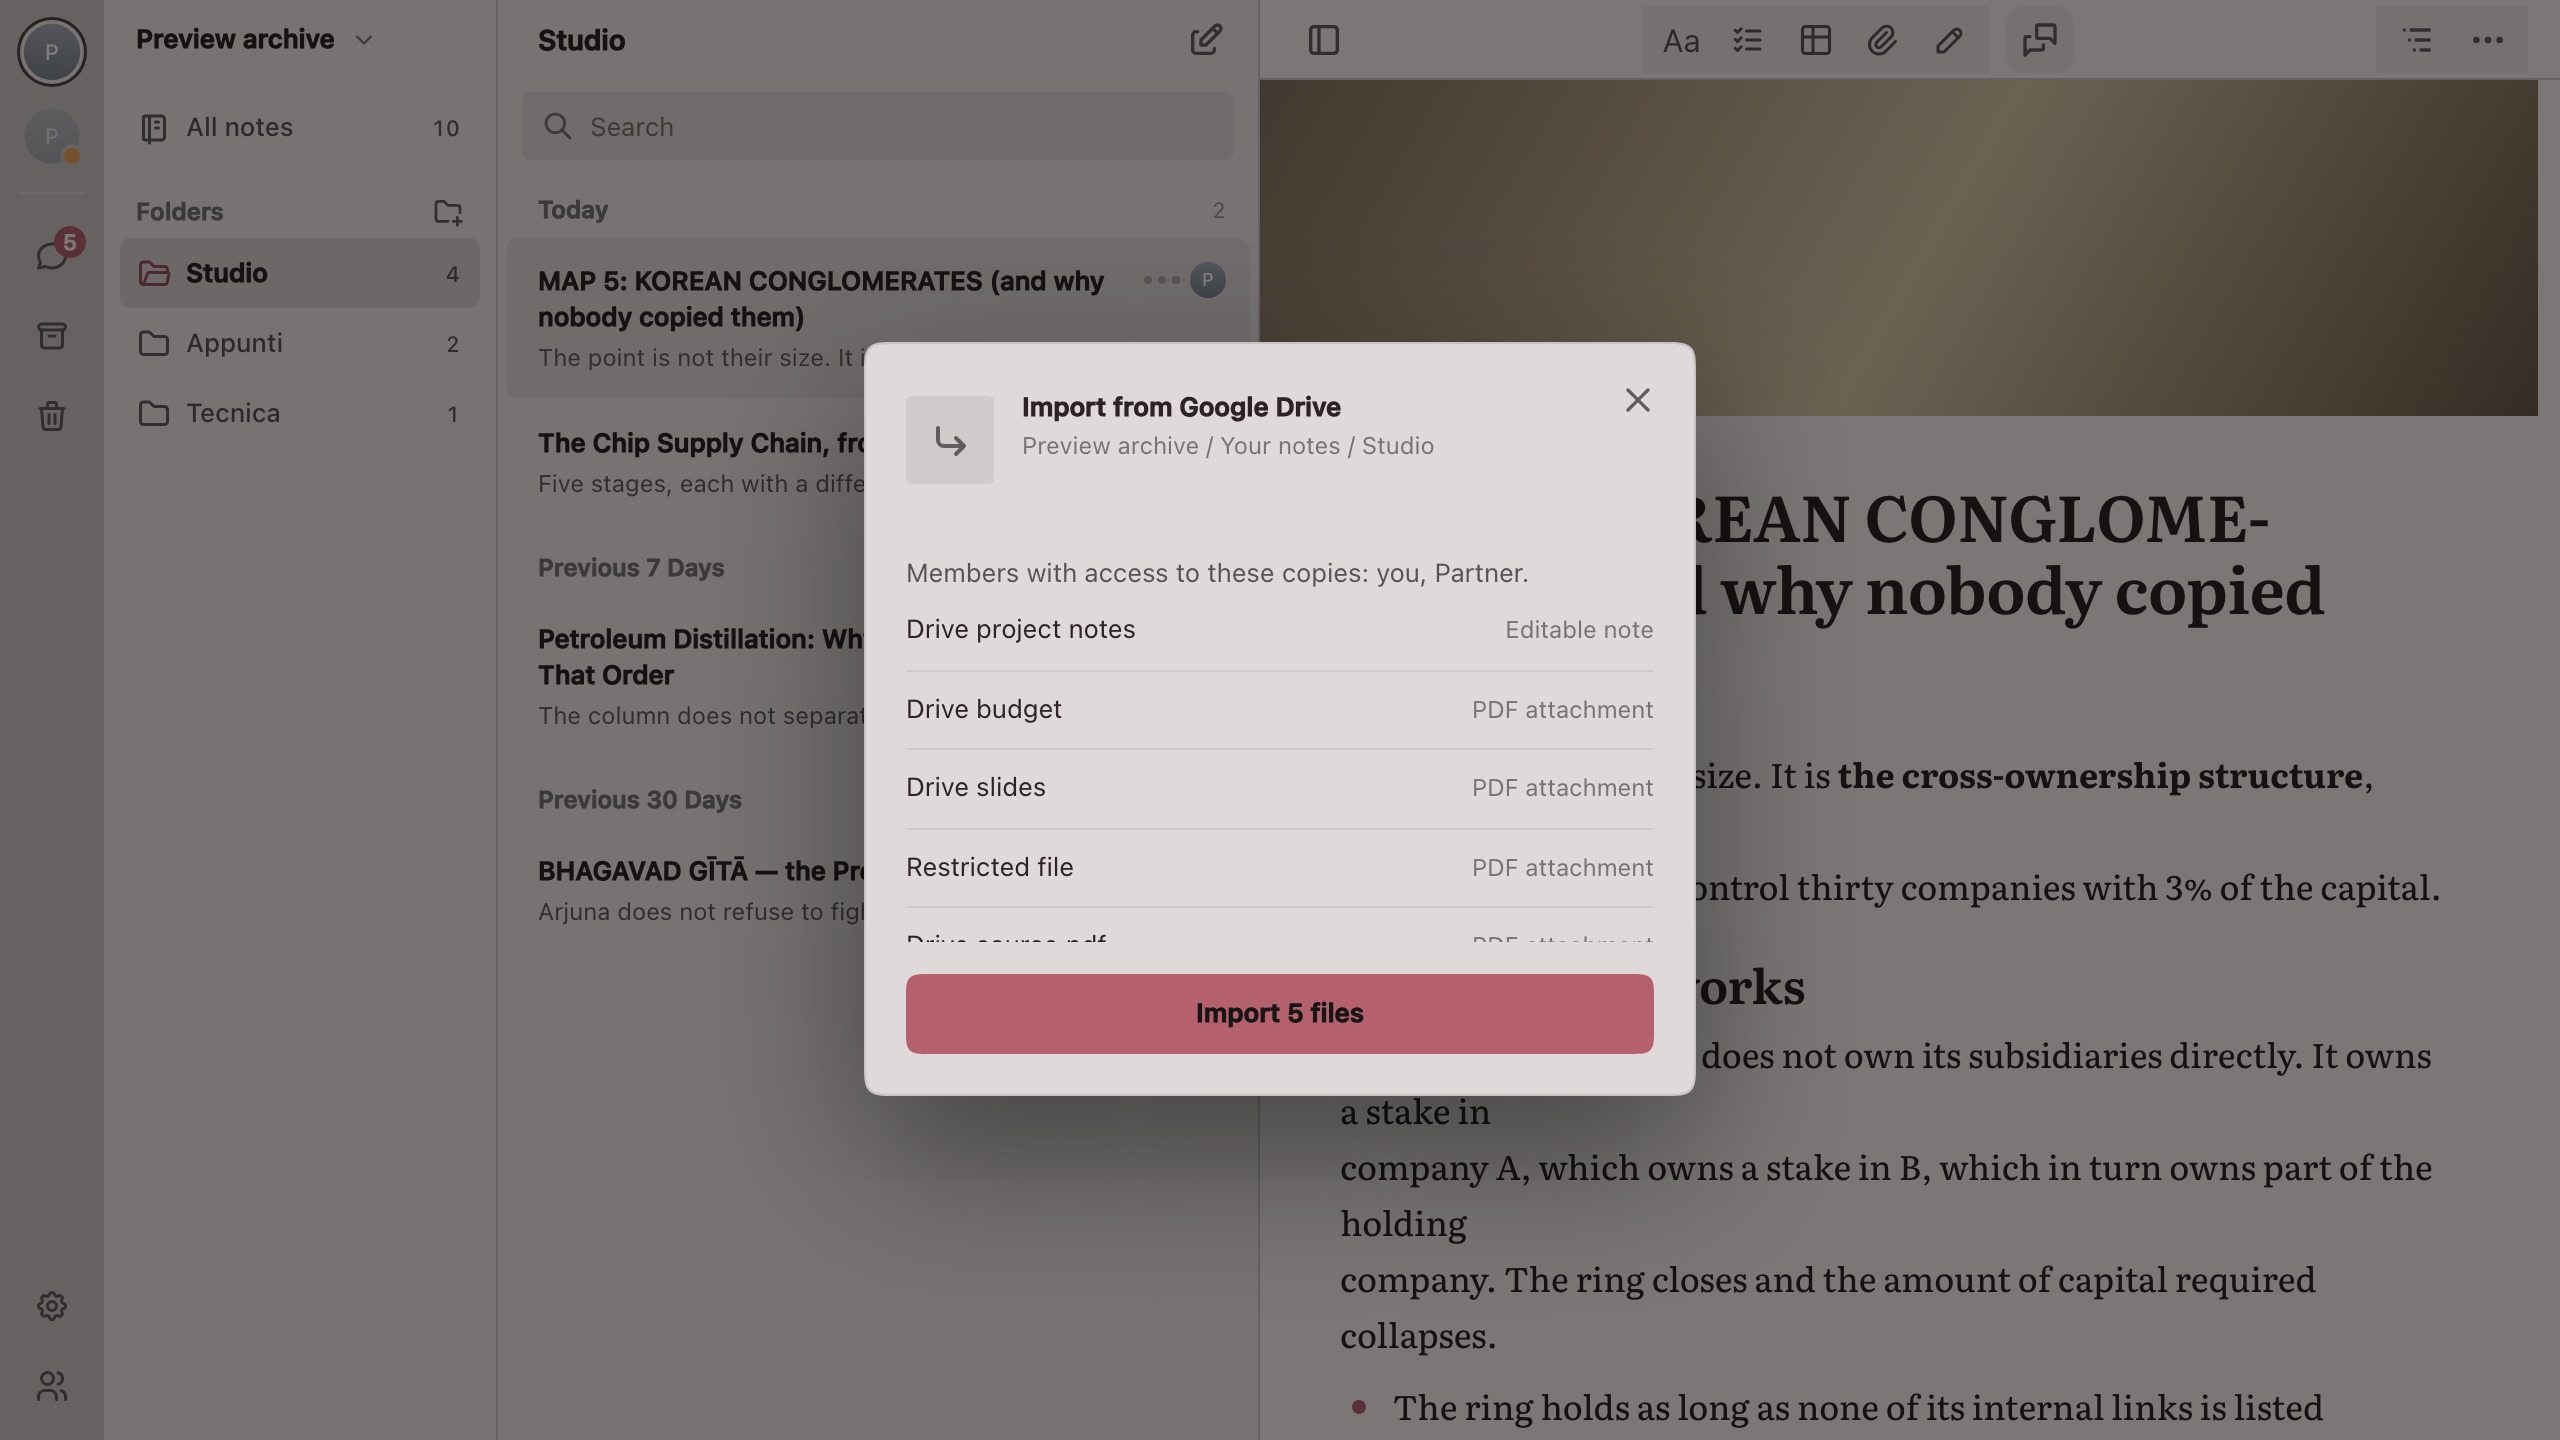 P
Preview archive
P
All notes 10
Folders
5
Studio 4
Appunti 2
Tecnica 1
Studio
Search
Today 2
MAP 5: KOREAN CONGLOMERATES (and why
nobody copied them)
P
The point is not their size. It i
The Chip Supply Chain, fro
Five stages, each with a diffe
Previous 7 Days
Petroleum Distillation: Wh
That Order
The column does not separat
Previous 30 Days
BHAGAVAD GĪTĀ — the Pr
Arjuna does not refuse to figh
Import from Google Drive
Preview archive / Your notes / Studio
Members with access to these copies: you, Partner.
Drive project notes Editable note
Drive budget PDF attachment
Drive slides PDF attachment
Restricted file PDF attachment
Drive source.pdf PDF attachment
Import 5 files
Aa
REAN CONGLOME-
why nobody copied
size. It is the cross-ownership structure,
ontrol thirty companies with 3% of the capital.
orks
does not own its subsidiaries directly. It owns
a stake in
company A, which owns a stake in B, which in turn owns part of the
holding
company. The ring closes and the amount of capital required
collapses.
• The ring holds as long as none of its internal links is listed